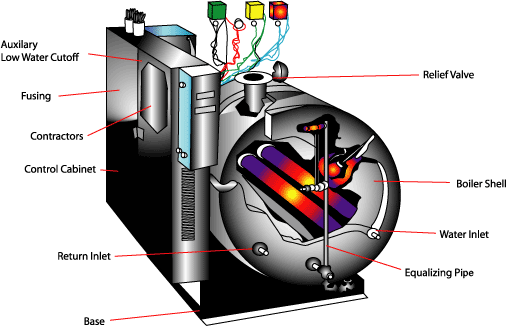 Auxilary
Low Water Cutoff
Fusing
Contractors
Control Cabinet
Return Inlet
Base
Relief Valve
Boiler Shell
Water Inlet
Equalizing Pipe